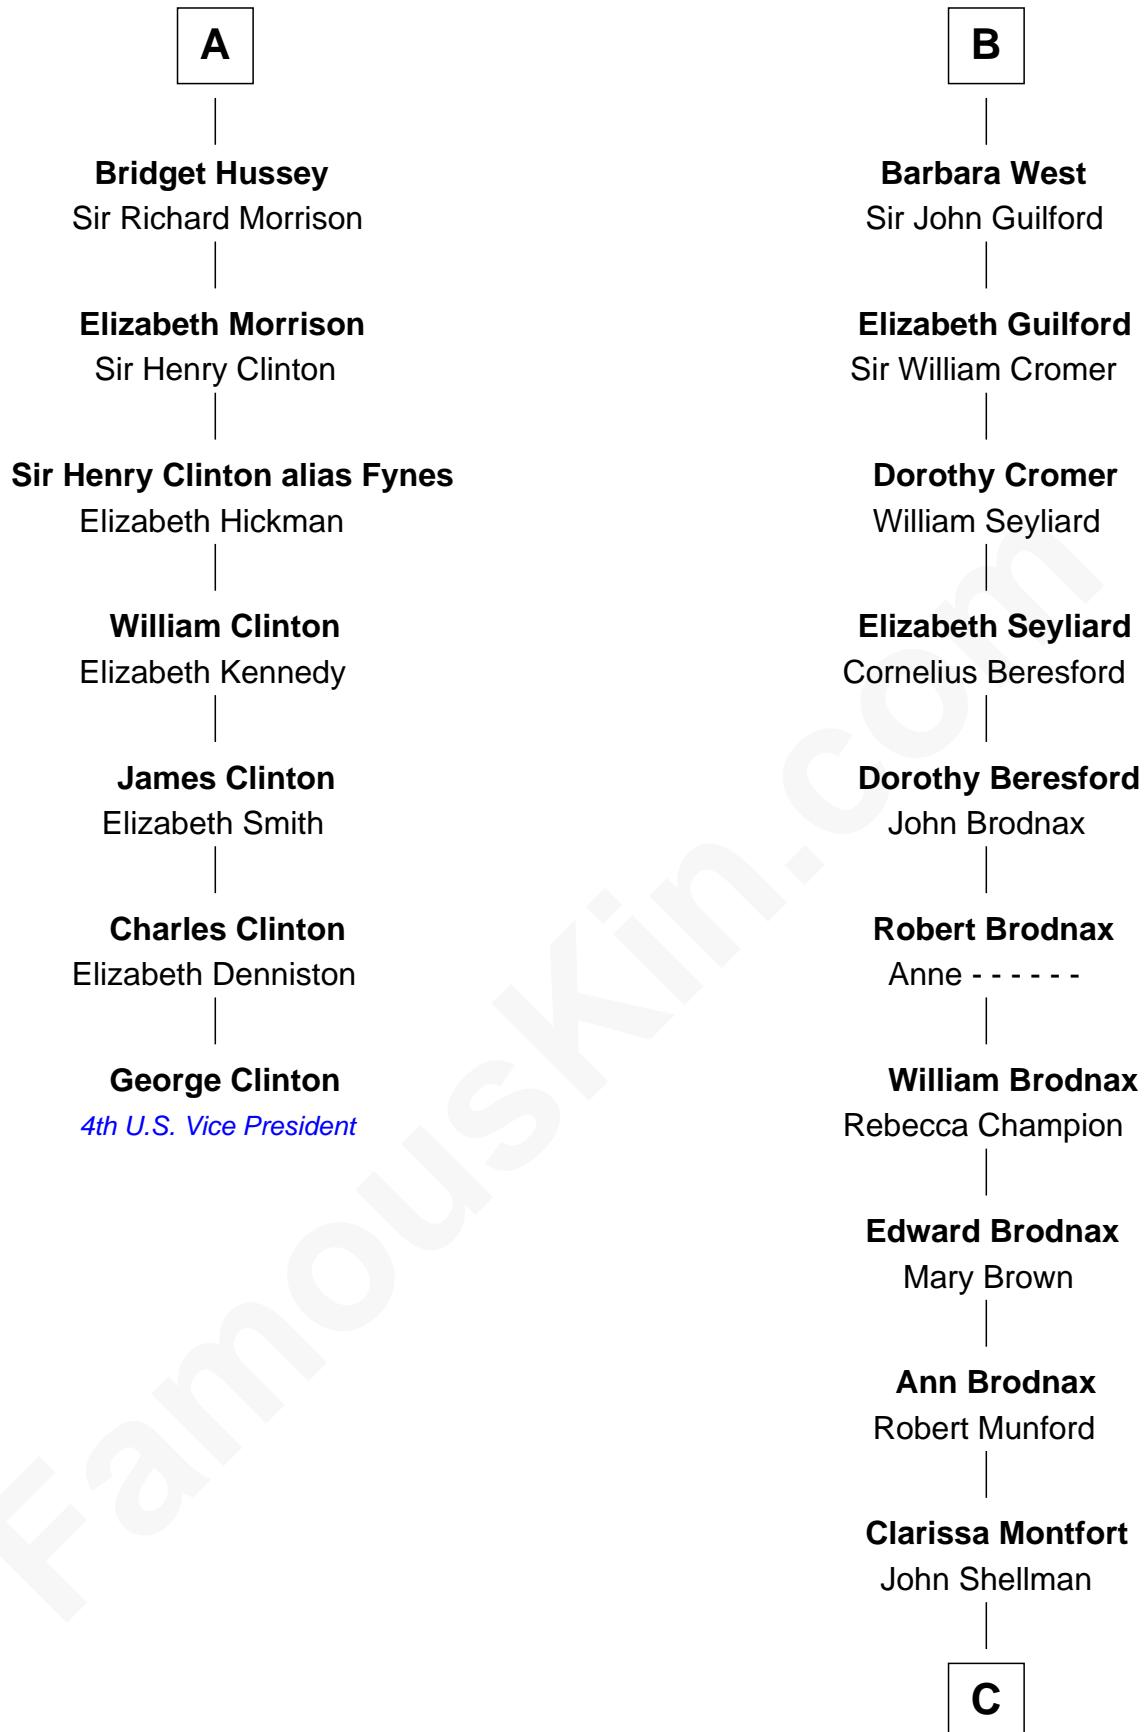 A
Bridget Hussey
Sir Richard Morrison
Elizabeth Morrison
Sir Henry Clinton
Sir Henry Clinton alias Fynes
Elizabeth Hickman
William Clinton
Elizabeth Kennedy
James Clinton
Elizabeth Smith
Charles Clinton
Elizabeth Denniston
George Clinton
4th U.S. Vice President
B
Barbara West
Sir John Guilford
Elizabeth Guilford
Sir William Cromer
Dorothy Cromer
William Seyliard
Elizabeth Seyliard
Cornelius Beresford
Dorothy Beresford
John Brodnax
Robert Brodnax
Anne - - - - - -
William Brodnax
Rebecca Champion
Edward Brodnax
Mary Brown
Ann Brodnax
Robert Munford
Clarissa Montfort
John Shellman
C
FamousKin.com